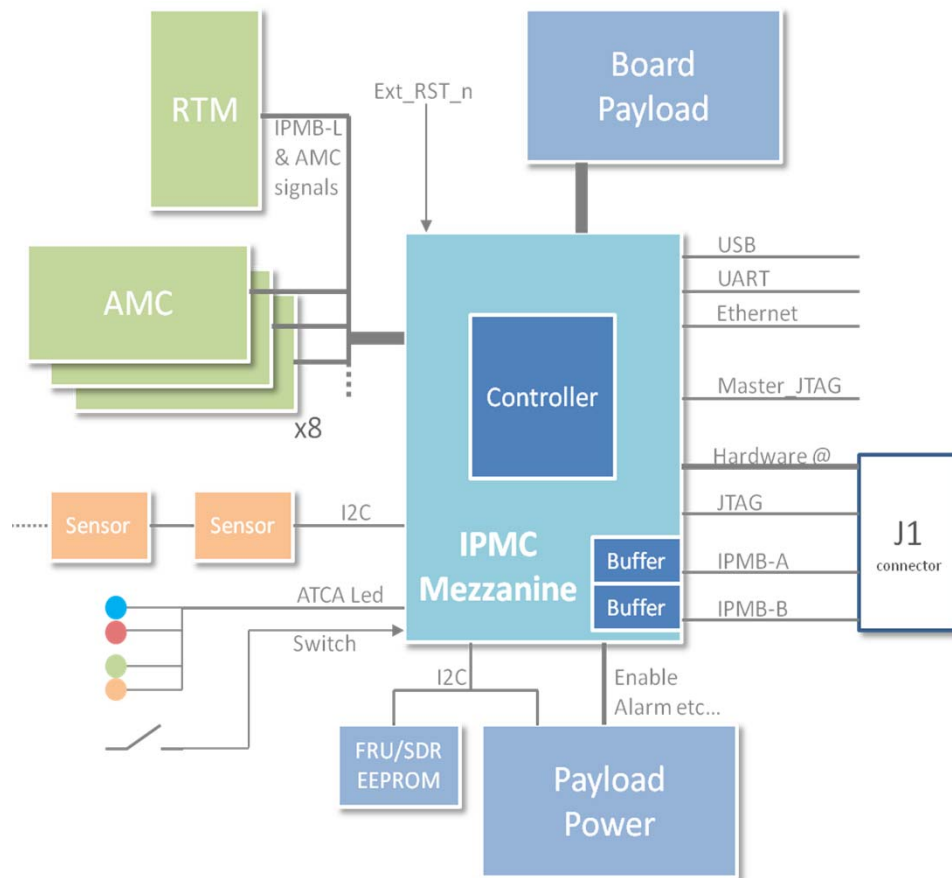 RTM
IPMB-L
& AMC
signals
Ext_RST_n
Board
Payload
AMC
x8
USB
UART
Ethernet
Controller
Master_JTAG
Hardware @
JTAG
J1
connector
Sensor
Sensor
I2C
IPMC
Mezzanine
Buffer
Buffer
IPMB-A
IPMB-B
ATCA Led
Switch
I2C
Enable
Alarm etc...
FRU/SDR
EEPROM
Payload
Power